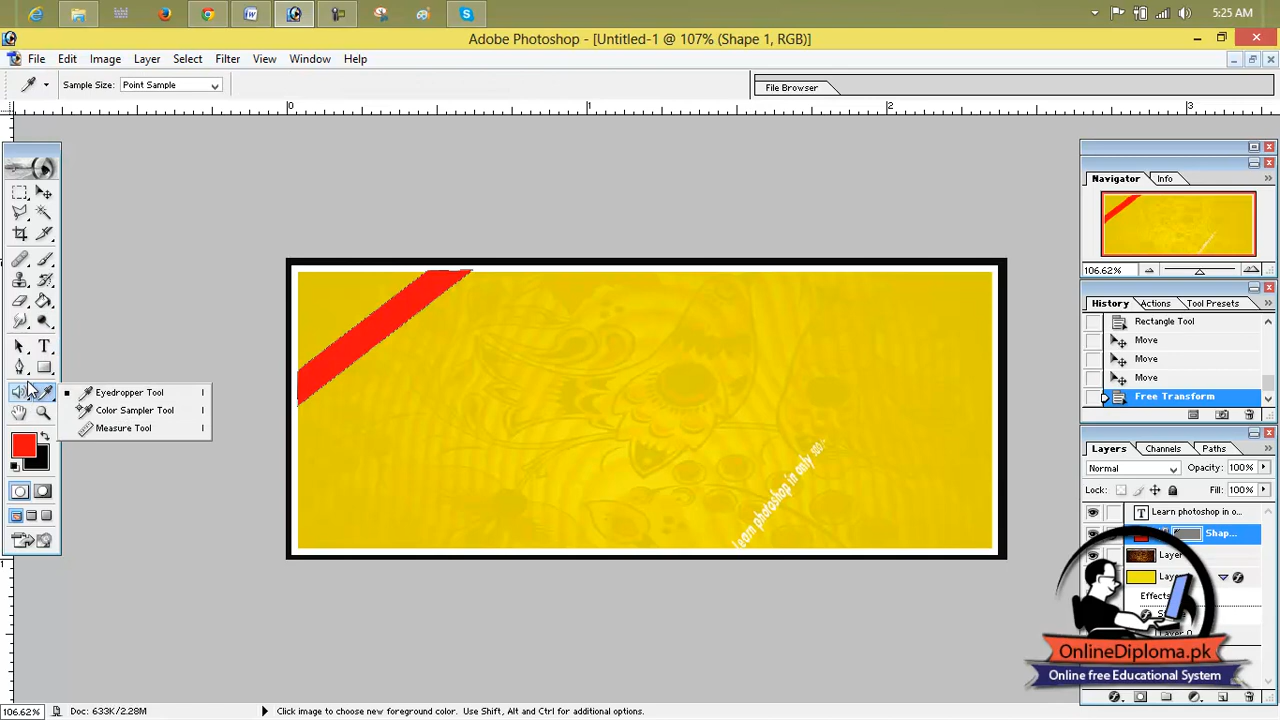 5:25 AM
Adobe Photoshop - [Untitled-1 @ 107% (Shape 1, RGB)]
File Edit Image Layer Select Filter View Window Help
Sample Size: Point Sample
File Browser
0 1 2 3
Navigator Info
106.62%
History Actions Tool Presets
Rectangle Tool
Move
Move
Move
Free Transform
Eyedropper Tool I
Color Sampler Tool I
Measure Tool I
Learn photoshop in only
Layers Channels Paths
Normal Opacity: 100%
Lock: Fill: 100%
T Learn photoshop in o...
Shap...
Layer
Effects
OnlineDiploma.pk
Online free Educational System
106.62% Doc: 633K/2.28M Click image to choose new foreground color. Use Shift, Alt and Ctrl for additional options.